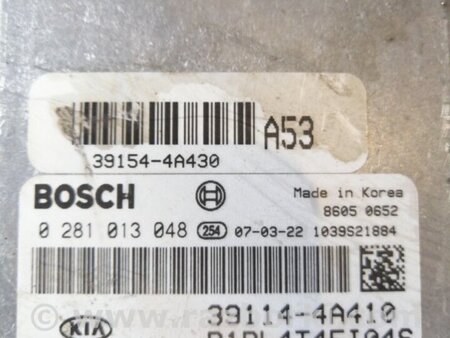 A53
39154-4A430
BOSCH
Made in Korea
8605 0652
0 281 013 048 254 07-03-22 1039S21884
39114-4A410
KIA